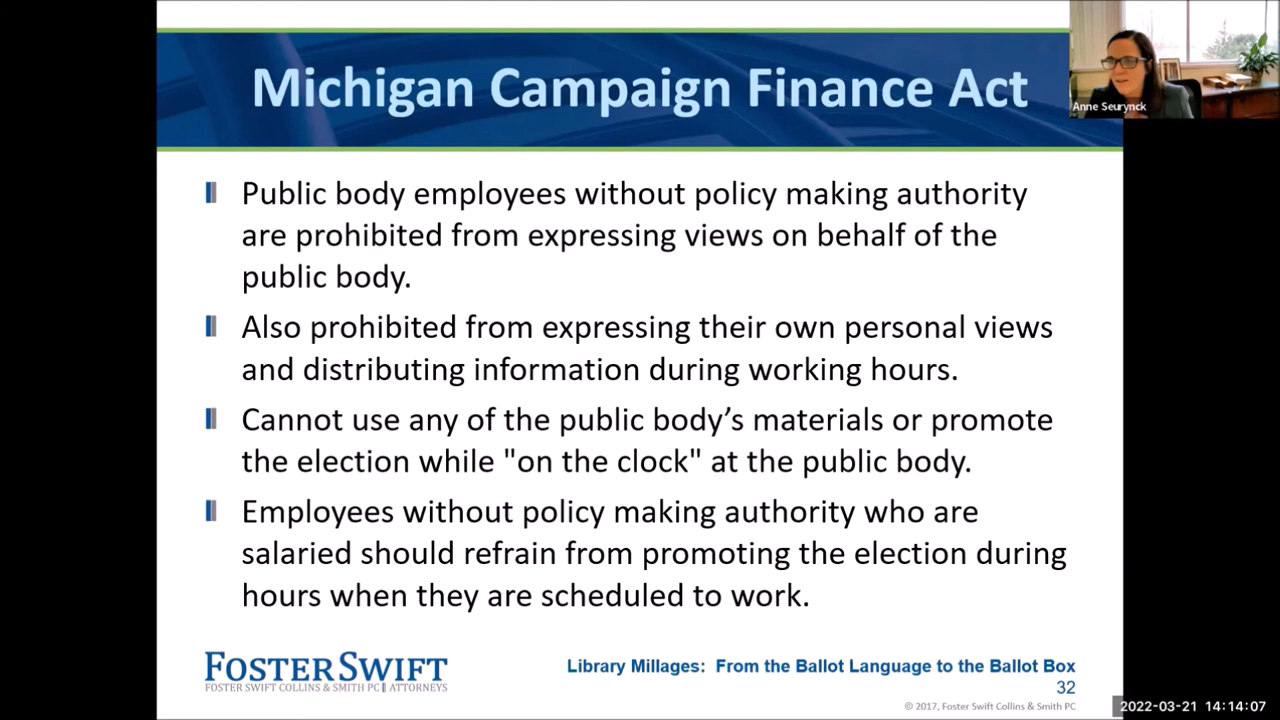 Michigan Campaign Finance Act
Anne Seurynck
Public body employees without policy making authority
are prohibited from expressing views on behalf of the
public body.
Also prohibited from expressing their own personal views
and distributing information during working hours.
Cannot use any of the public body’s materials or promote
the election while "on the clock" at the public body.
Employees without policy making authority who are
salaried should refrain from promoting the election during
hours when they are scheduled to work.
FOSTER SWIFT
FOSTER SWIFT COLLINS & SMITH PC || ATTORNEYS
Library Millages: From the Ballot Language to the Ballot Box
32
© 2017, Foster Swift Collins & Smith PC
2022-03-21 14:14:07